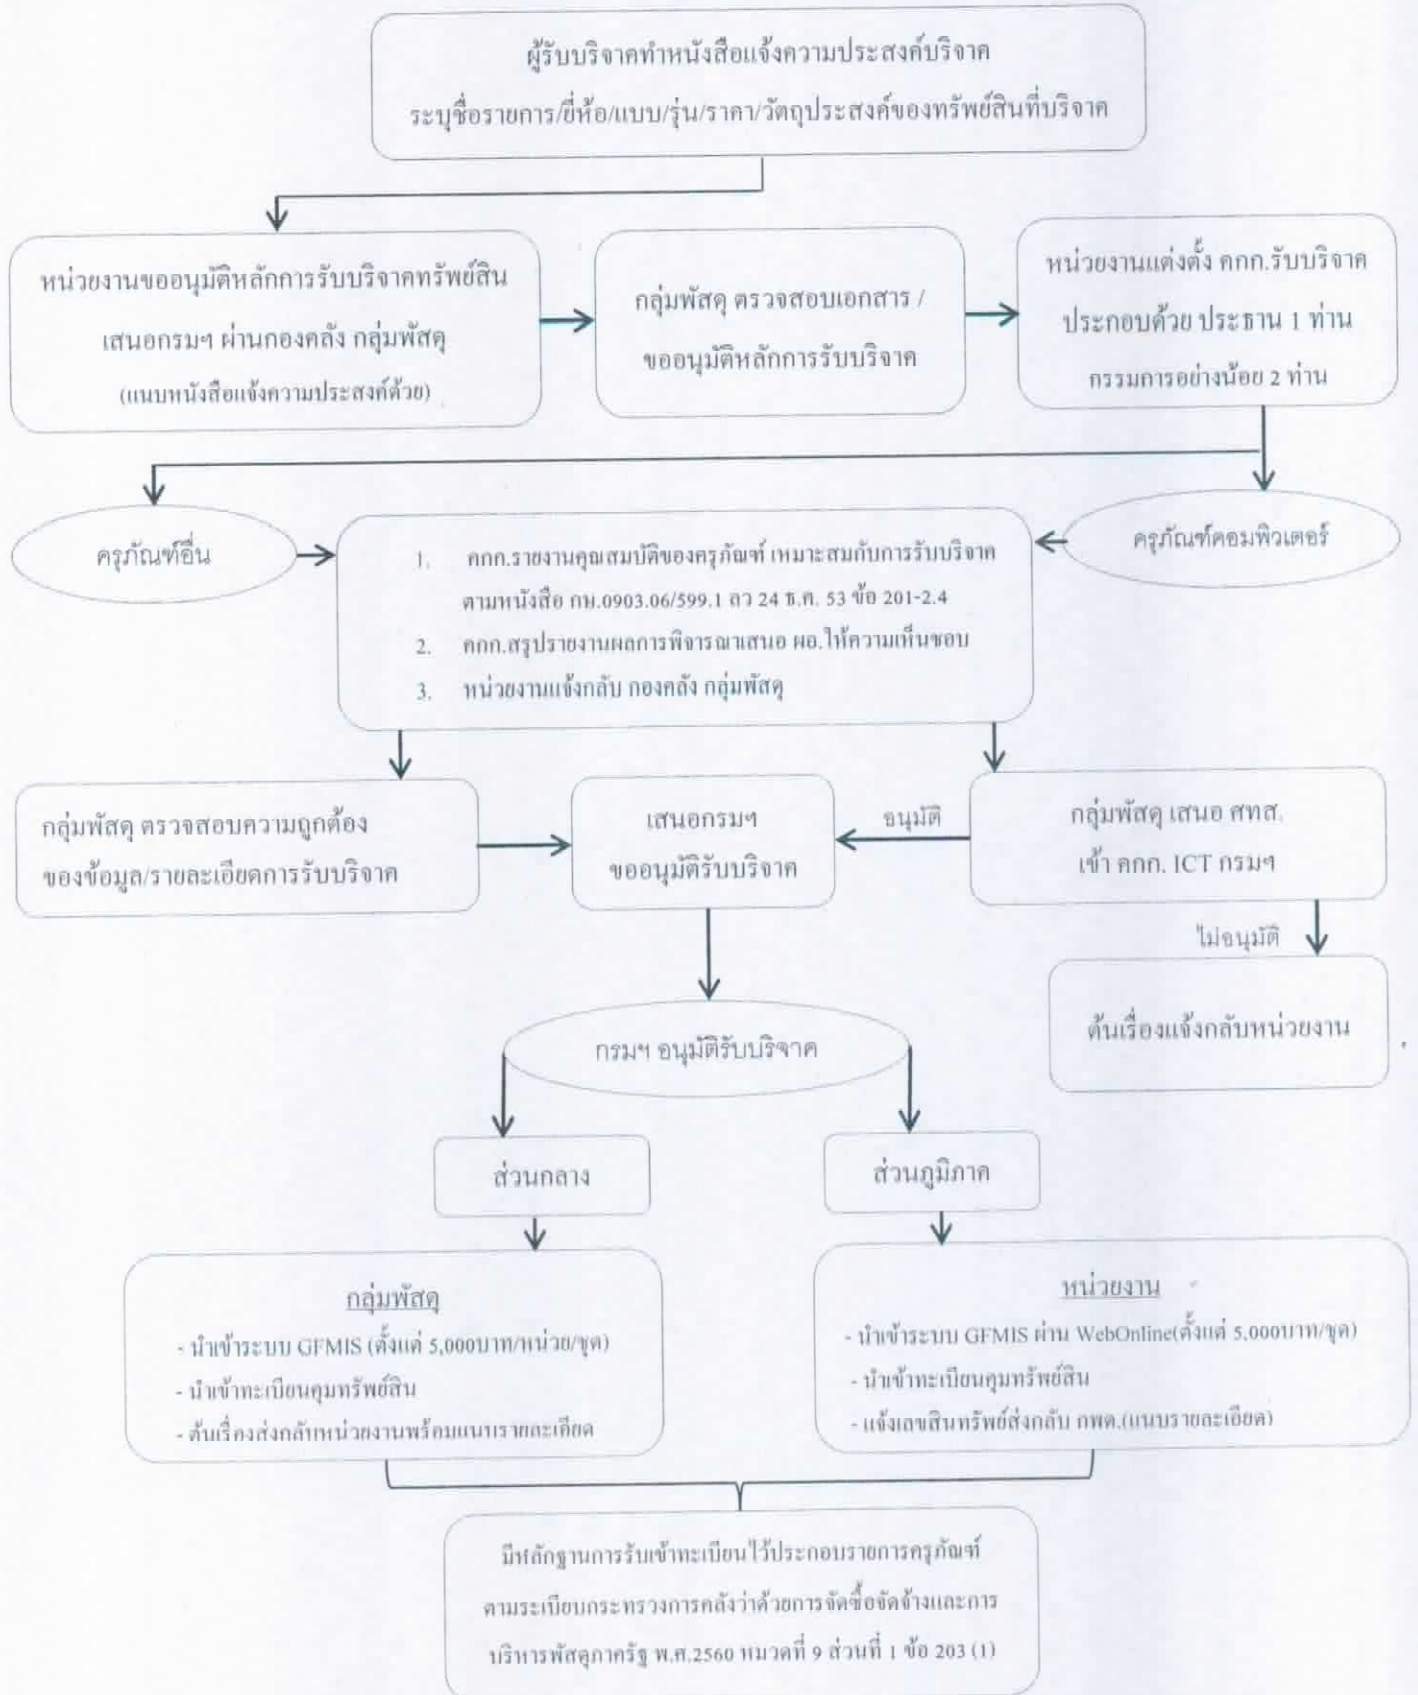 ผู้รับบริจาคทำหนังสือแจ้งความประสงค์บริจาค
ระบุชื่อรายการ/ยี่ห้อ/แบบ/รุ่น/ราคา/วัตถุประสงค์ของทรัพย์สินที่บริจาค
หน่วยงานขออนุมัติหลักการรับบริจาคทรัพย์สิน
เสนอกรมฯ ผ่านกองคลัง กลุ่มพัสดุ
(แนบหนังสือแจ้งความประสงค์ด้วย)
กลุ่มพัสดุ ตรวจสอบเอกสาร /
ขออนุมัติหลักการรับบริจาค
หน่วยงานแต่งตั้ง คกก.รับบริจาค
ประกอบด้วย ประธาน 1 ท่าน
กรรมการอย่างน้อย 2 ท่าน
ครุภัณฑ์อื่น
ครุภัณฑ์คอมพิวเตอร์
1. คกก.รายงานคุณสมบัติของครุภัณฑ์ เหมาะสมกับการรับบริจาค
ตามหนังสือ กษ.0903.06/599.1 ลว 24 ธ.ค. 53 ข้อ 201-2.4
2. คกก.สรุปรายงานผลการพิจารณาเสนอ ผอ.ให้ความเห็นชอบ
3. หน่วยงานแจ้งกลับ กองคลัง กลุ่มพัสดุ
กลุ่มพัสดุ ตรวจสอบความถูกต้อง
ของข้อมูล/รายละเอียดการรับบริจาค
เสนอกรมฯ
ขออนุมัติรับบริจาค
อนุมัติ
กลุ่มพัสดุ เสนอ ศทส.
เข้า คกก. ICT กรมฯ
ไม่อนุมัติ
ต้นเรื่องแจ้งกลับหน่วยงาน
กรมฯ อนุมัติรับบริจาค
ส่วนกลาง
ส่วนภูมิภาค
กลุ่มพัสดุ
- นำเข้าระบบ GFMIS (ตั้งแต่ 5,000บาท/หน่วย/ชุด)
- นำเข้าทะเบียนคุมทรัพย์สิน
- ต้นเรื่องส่งกลับหน่วยงานพร้อมแนบรายละเอียด
หน่วยงาน
- นำเข้าระบบ GFMIS ผ่าน WebOnline(ตั้งแต่ 5,000บาท/ชุด)
- นำเข้าทะเบียนคุมทรัพย์สิน
- แจ้งเลขสินทรัพย์ส่งกลับ กพด.(แนบรายละเอียด)
มีหลักฐานการรับเข้าทะเบียนไว้ประกอบรายการครุภัณฑ์
ตามระเบียบกระทรวงการคลังว่าด้วยการจัดซื้อจัดจ้างและการ
บริหารพัสดุภาครัฐ พ.ศ.2560 หมวดที่ 9 ส่วนที่ 1 ข้อ 203 (1)